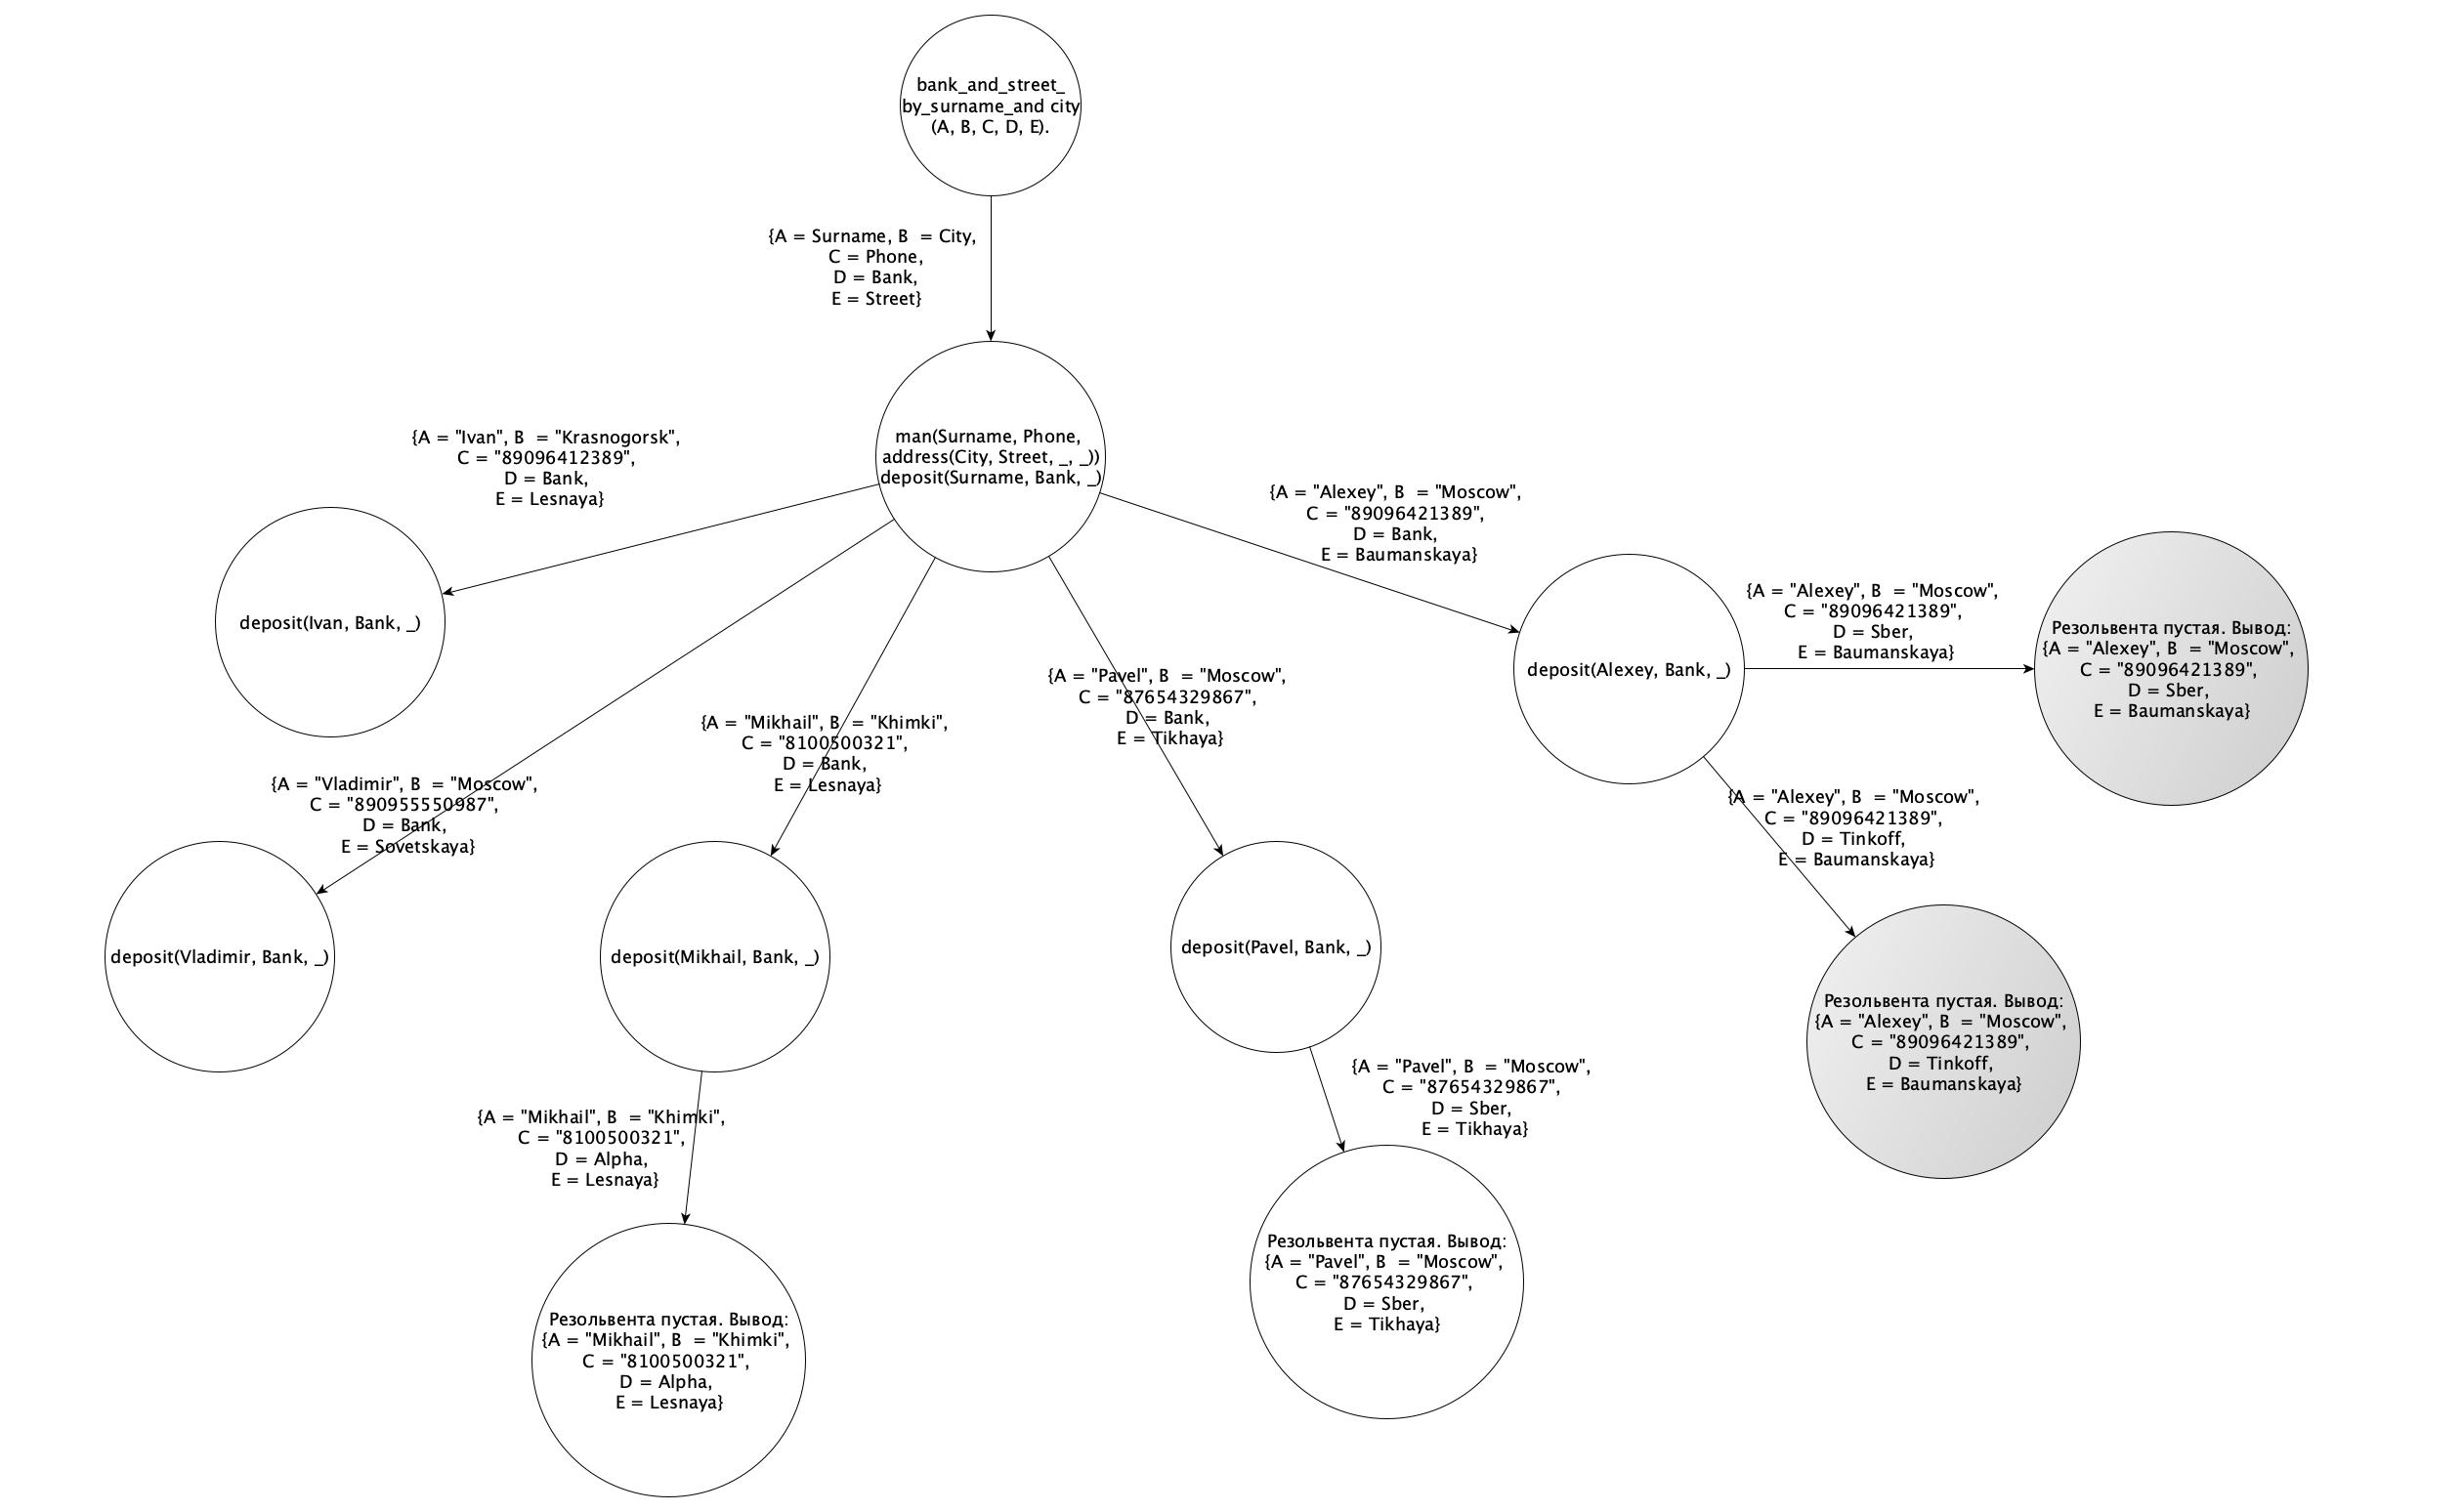 bank_and_street_
by_surname_and city
(A, B, C, D, E).
{A = Surname, B  = City,
C = Phone,
D = Bank,
E = Street}
man(Surname, Phone,
address(City, Street, _, _))
deposit(Surname, Bank, _)
{A = "Ivan", B  = "Krasnogorsk",
C = "89096412389",
D = Bank,
E = Lesnaya}
deposit(Ivan, Bank, _)
{A = "Vladimir", B  = "Moscow",
C = "890955550987",
D = Bank,
E = Sovetskaya}
deposit(Vladimir, Bank, _)
{A = "Mikhail", B  = "Khimki",
C = "8100500321",
D = Bank,
E = Lesnaya}
deposit(Mikhail, Bank, _)
{A = "Mikhail", B  = "Khimki",
C = "8100500321",
D = Alpha,
E = Lesnaya}
Резольвента пустая. Вывод:
{A = "Mikhail", B  = "Khimki",
C = "8100500321",
D = Alpha,
E = Lesnaya}
{A = "Pavel", B  = "Moscow",
C = "87654329867",
D = Bank,
E = Tikhaya}
deposit(Pavel, Bank, _)
{A = "Pavel", B  = "Moscow",
C = "87654329867",
D = Sber,
E = Tikhaya}
Резольвента пустая. Вывод:
{A = "Pavel", B  = "Moscow",
C = "87654329867",
D = Sber,
E = Tikhaya}
{A = "Alexey", B  = "Moscow",
C = "89096421389",
D = Bank,
E = Baumanskaya}
deposit(Alexey, Bank, _)
{A = "Alexey", B  = "Moscow",
C = "89096421389",
D = Sber,
E = Baumanskaya}
Резольвента пустая. Вывод:
{A = "Alexey", B  = "Moscow",
C = "89096421389",
D = Sber,
E = Baumanskaya}
{A = "Alexey", B  = "Moscow",
C = "89096421389",
D = Tinkoff,
E = Baumanskaya}
Резольвента пустая. Вывод:
{A = "Alexey", B  = "Moscow",
C = "89096421389",
D = Tinkoff,
E = Baumanskaya}